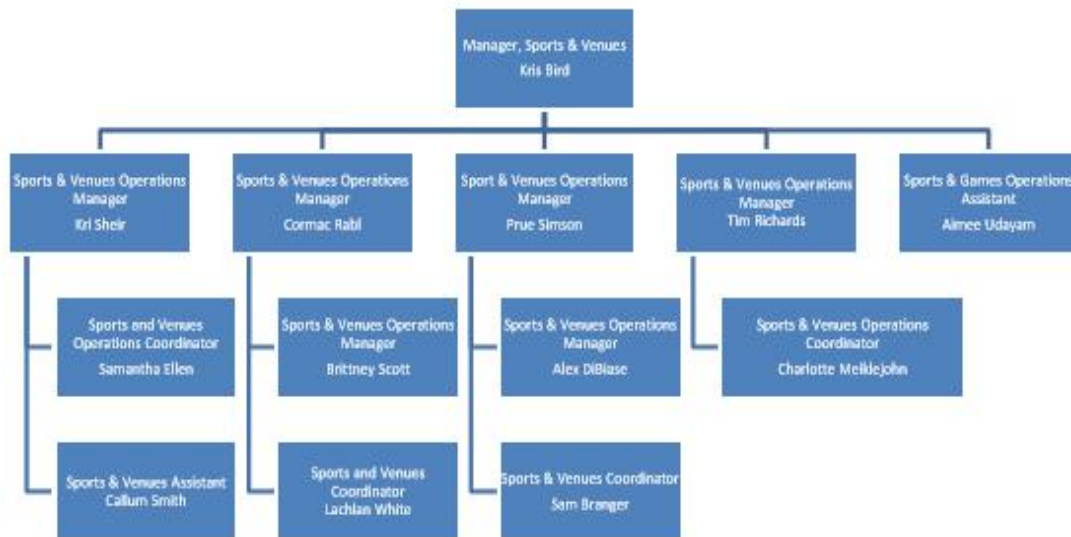 Manager, Sports & Venues
Kris Bird
Sports & Venues Operations
Manager
Kri Sheir
Sports & Venues Operations
Manager
Cormac Rabl
Sport & Venues Operations
Manager
Prue Simson
Sports & Venues Operations
Manager
Tim Richards
Sports & Games Operations
Assistant
Aimee Udayam
Sports and Venues
Operations Coordinator
Samantha Ellen
Sports & Venues Operations
Manager
Brittney Scott
Sports & Venues Operations
Manager
Alex DiBiase
Sports & Venues Operations
Coordinator
Charlotte Meiklejohn
Sports & Venues Assistant
Callum Smith
Sports and Venues
Coordinator
Lachlan White
Sports & Venues Coordinator
Sam Branger